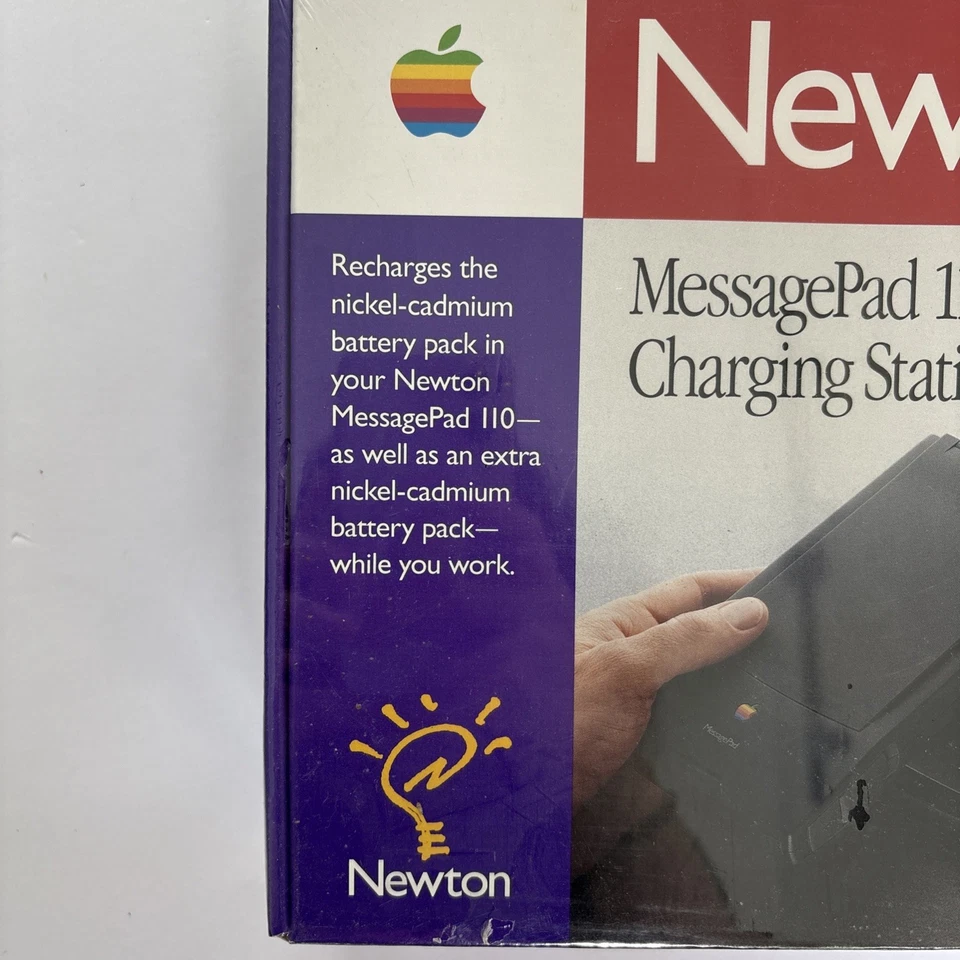 New
MessagePad 11
Charging Stati
Recharges the
nickel-cadmium
battery pack in
your Newton
MessagePad 110—
as well as an extra
nickel-cadmium
battery pack—
while you work.
MessagePad
Newton